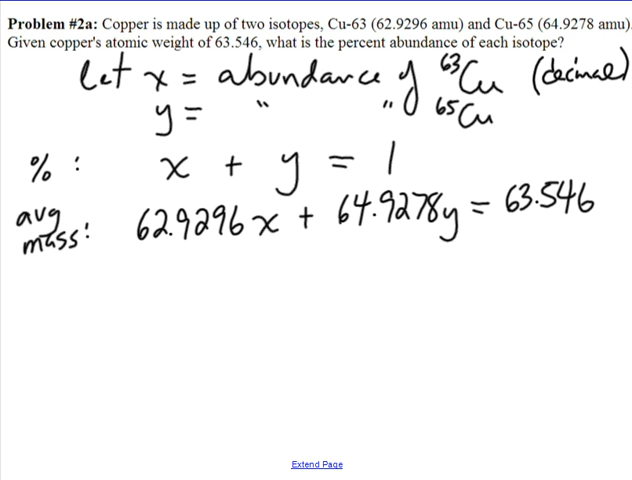 Problem #2a: Copper is made up of two isotopes, Cu-63 (62.9296 amu) and Cu-65 (64.9278 amu).
Given copper's atomic weight of 63.546, what is the percent abundance of each isotope?
Let x = abundance of ⁶³Cu (decimal)
y = " " ⁶⁵Cu
% : x + y = 1
avg mass: 62.9296x + 64.9278y = 63.546
Extend Page